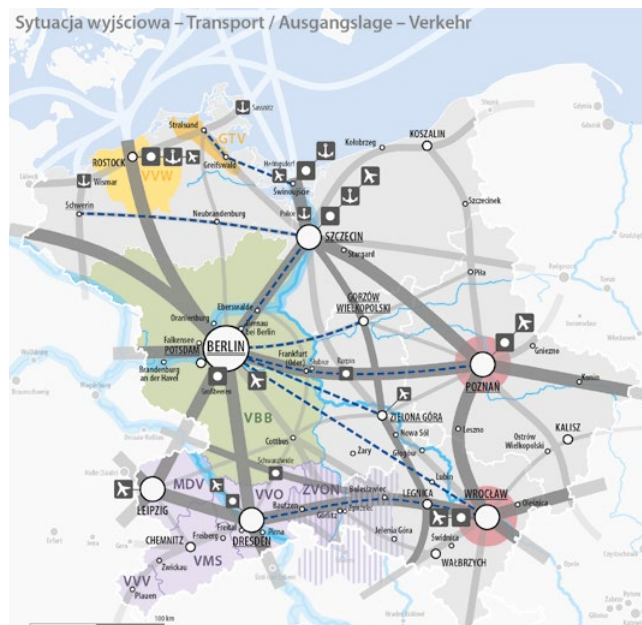 Sytuacja wyjściowa – Transport / Ausgangslage – Verkehr
Sassnitz
Stralsund
GTV
KOSZALIN
ROSTOCK
Kołobrzeg
Greifswald
VVW
Heringsdorf
Wismar
Świnoujście
Schwerin
Police
Szczecinek
Neubrandenburg
SZCZECIN
Stargard
Piła
Eberswalde
GORZÓW
WIELKOPOLSKI
Oranienburg
Bernau
bei Berlin
Falkensee
BERLIN
POTSDAM
Gniezno
Frankfurt
(Oder)
Słubice
Rzepin
Brandenburg
an der Havel
POZNAŃ
Konin
Großbeeren
VBB
ZIELONA GÓRA
Nowa Sól
Leszno
KALISZ
Cottbus
Ostrów
Wielkopolski
Żary
Głogów
Schwarzheide
Lubin
MDV
VVO
ZVON
Bolesławiec
LEGNICA
WROCŁAW
Oleśnica
LEIPZIG
Bautzen
Görlitz
Zgorzelec
Freital
DRESDEN
Pirna
Jelenia Góra
Świdnica
CHEMNITZ
Freiberg
VMS
WAŁBRZYCH
Zwickau
VVV
Plauen
100 km